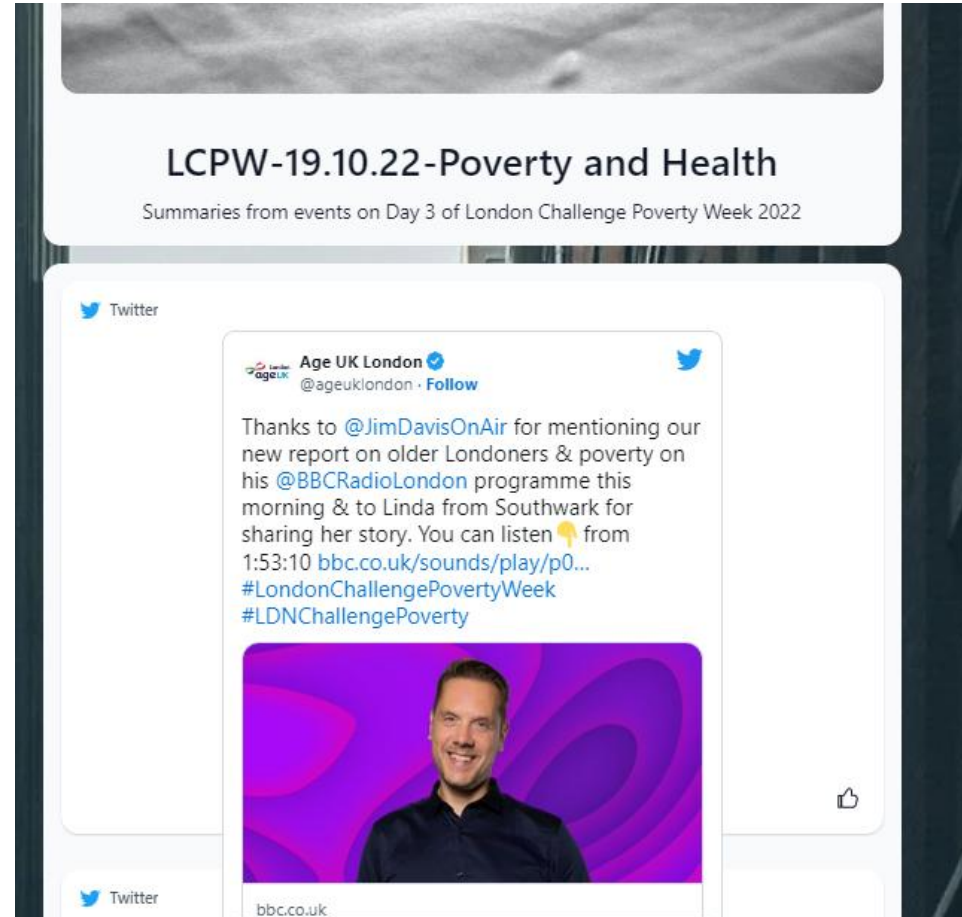 LCPW-19.10.22-Poverty and Health
Summaries from events on Day 3 of London Challenge Poverty Week 2022
Twitter
London
age UK
Age UK London
@ageuklondon · Follow
Thanks to @JimDavisOnAir for mentioning our
new report on older Londoners & poverty on
his @BBCRadioLondon programme this
morning & to Linda from Southwark for
sharing her story. You can listen👇 from
1:53:10 bbc.co.uk/sounds/play/p0...
#LondonChallengePovertyWeek
#LDNChallengePoverty
bbc.co.uk
Twitter